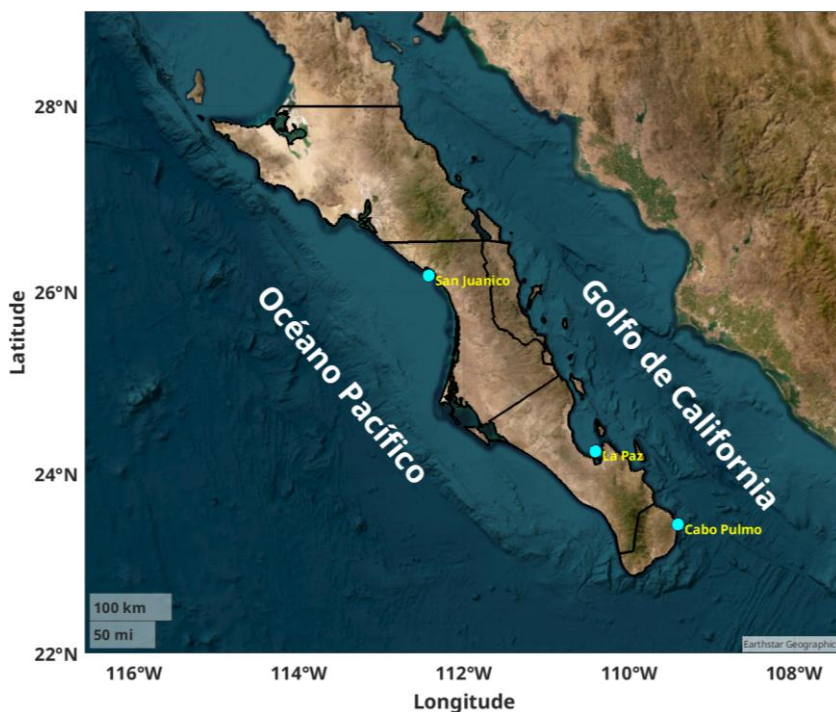 28°N
26°N
24°N
22°N
Latitude
San Juanico
Océano Pacífico
Golfo de California
La Paz
Cabo Pulmo
100 km
50 mi
Earthstar Geographic
116°W
114°W
112°W
110°W
108°W
Longitude